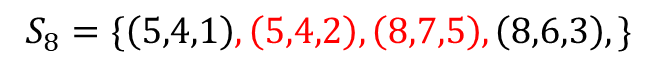 S₈ = {(5,4,1), (5,4,2), (8,7,5), (8,6,3), }